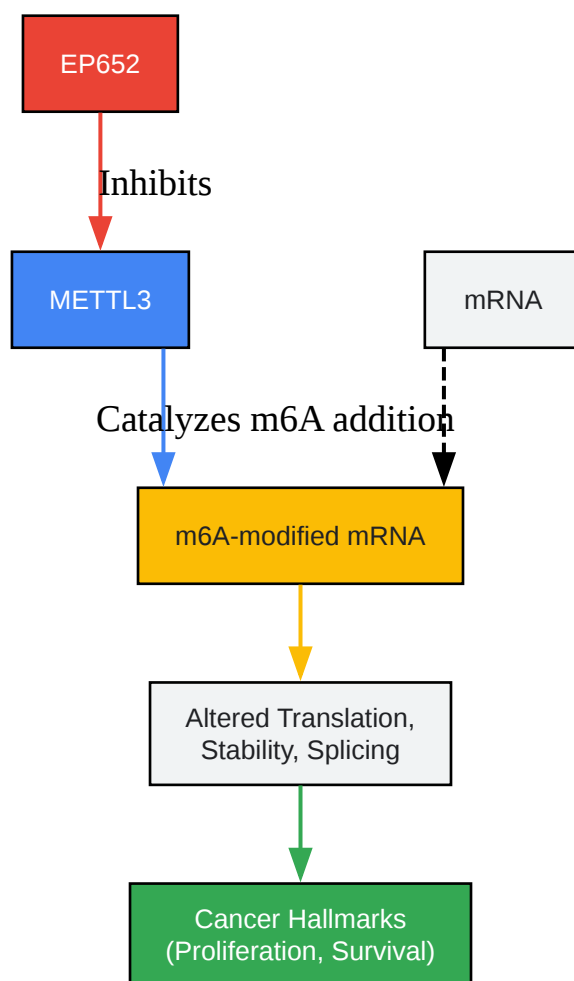 EP652
Inhibits
METTL3
mRNA
Catalyzes m6A addition
m6A-modified mRNA
Altered Translation,
Stability, Splicing
Cancer Hallmarks
(Proliferation, Survival)